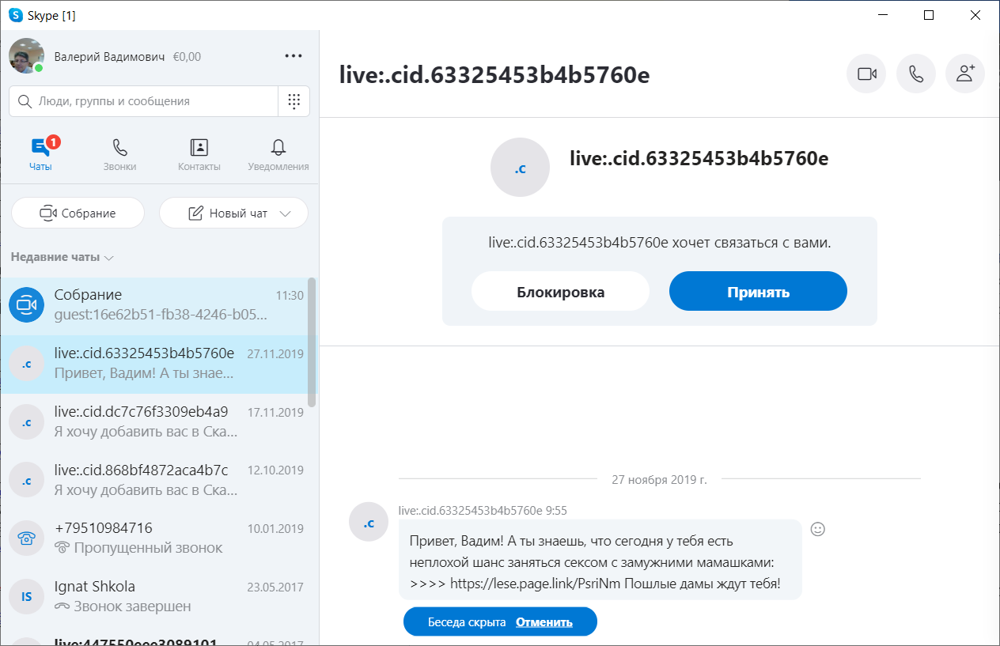 Skype [1]
Валерий Вадимович €0,00
Люди, группы и сообщения
1
Чаты
Звонки
Контакты
Уведомления
Собрание
Новый чат
Недавние чаты
Собрание 11:30
guest:16e62b51-fb38-4246-b05...
.c
live:.cid.63325453b4b5760e 27.11.2019
Привет, Вадим! А ты знае...
.c
live:.cid.dc7c76f3309eb4a9 17.11.2019
Я хочу добавить вас в Ска...
.c
live:.cid.868bf4872aca4b7c 12.10.2019
Я хочу добавить вас в Ска...
+79510984716 10.01.2019
Пропущенный звонок
IS
Ignat Shkola 23.05.2017
Звонок завершен
live:447550eee3089101 04.05.2017
live:.cid.63325453b4b5760e
.c
live:.cid.63325453b4b5760e
live:.cid.63325453b4b5760e хочет связаться с вами.
Блокировка
Принять
27 ноября 2019 г.
live:.cid.63325453b4b5760e 9:55
.c
Привет, Вадим! А ты знаешь, что сегодня у тебя есть
неплохой шанс заняться сексом с замужними мамашками:
>>>> https://lese.page.link/PsriNm Пошлые дамы ждут тебя!
Беседа скрыта Отменить